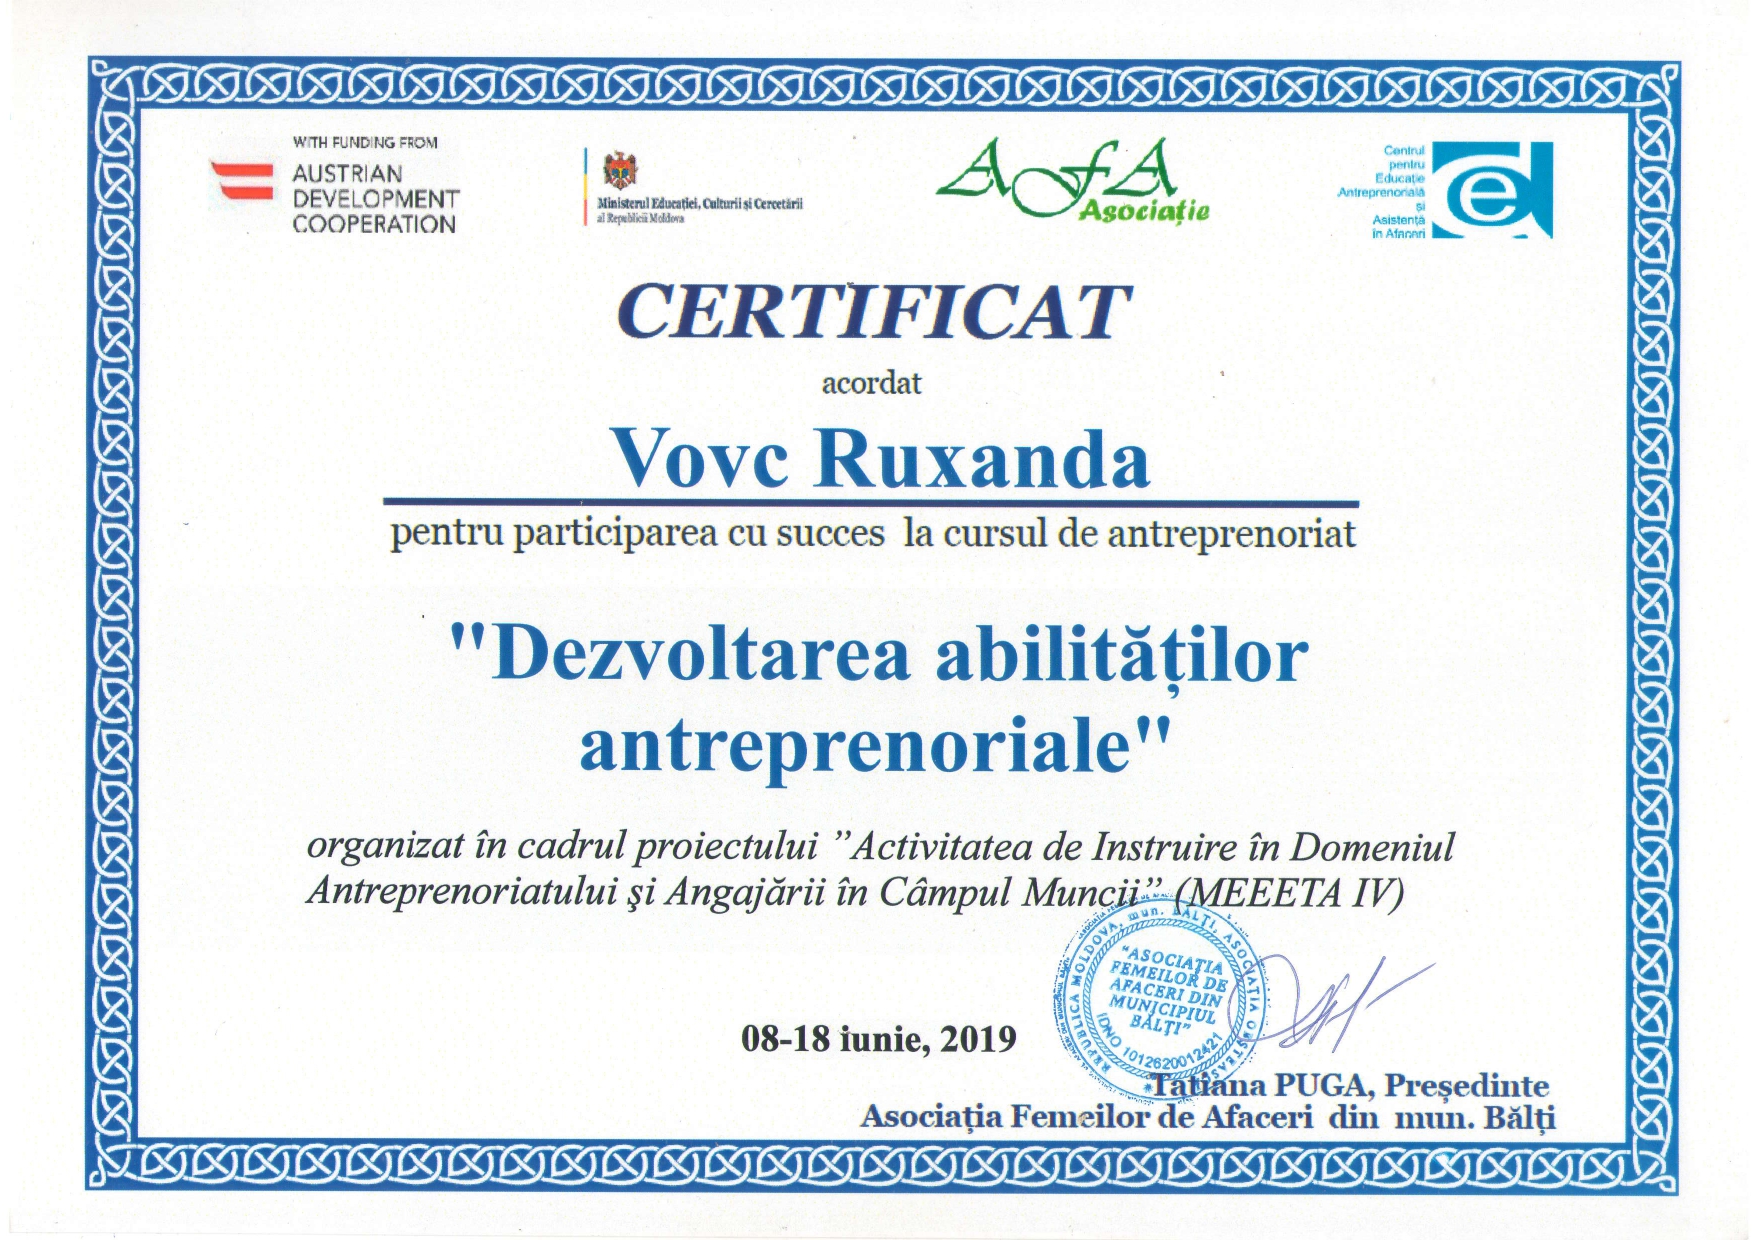 WITH FUNDING FROM
AUSTRIAN
DEVELOPMENT
COOPERATION
Ministerul Educației, Culturii și Cercetării
al Republicii Moldova
AFA
Asociație
Centrul
pentru
Educație
Antreprenorială
și
Asistență
în Afaceri
CERTIFICAT
acordat
Vovc Ruxanda
pentru participarea cu succes la cursul de antreprenoriat
"Dezvoltarea abilităților
antreprenoriale"
organizat în cadrul proiectului ”Activitatea de Instruire în Domeniul
Antreprenoriatului şi Angajării în Câmpul Muncii” (MEEETA IV)
REPUBLICA MOLDOVA, mun. BĂLȚI, ASOCIAȚIA OBȘTEASCĂ
"ASOCIAȚIA
FEMEILOR DE
AFACERI DIN
MUNICIPIUL
BĂLȚI"
IDNO 1012620012421
08-18 iunie, 2019
Tatiana PUGA, Președinte
Asociația Femeilor de Afaceri din mun. Bălți